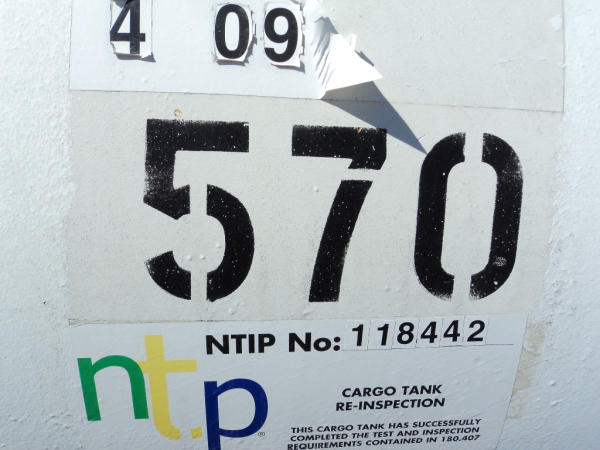 4 09
570
NTIP No: 118442
nt.p®
CARGO TANK
RE-INSPECTION
THIS CARGO TANK HAS SUCCESSFULLY
COMPLETED THE TEST AND INSPECTION
REQUIREMENTS CONTAINED IN 180.407